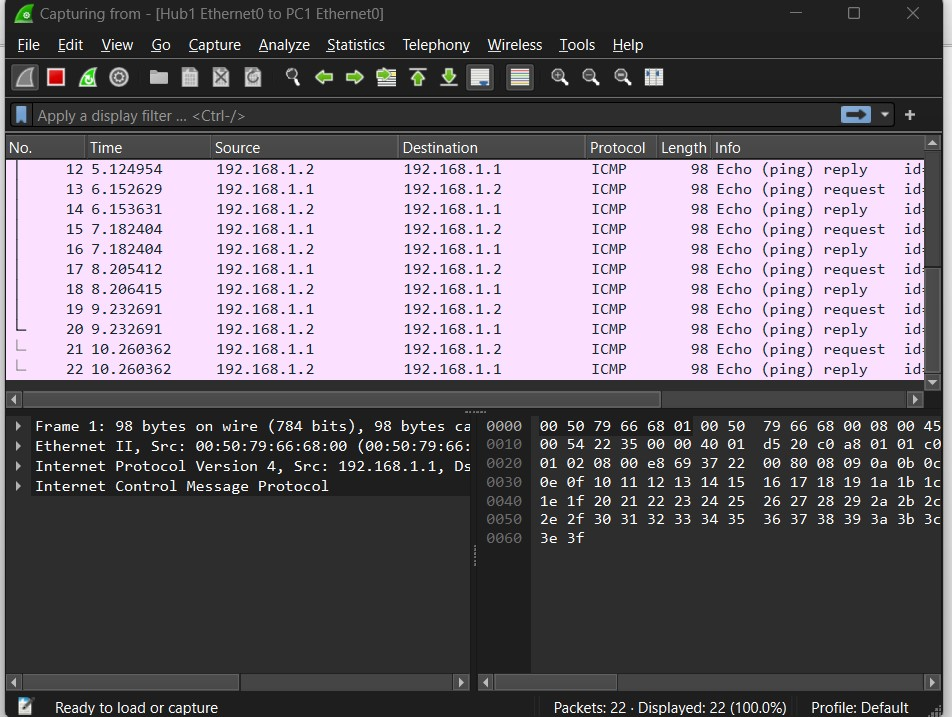 Capturing from - [Hub1 Ethernet0 to PC1 Ethernet0]
File Edit View Go Capture Analyze Statistics Telephony Wireless Tools Help
Apply a display filter ... <Ctrl-/>
No. Time Source Destination Protocol Length Info
12 5.124954 192.168.1.2 192.168.1.1 ICMP 98 Echo (ping) reply id=
13 6.152629 192.168.1.1 192.168.1.2 ICMP 98 Echo (ping) request id=
14 6.153631 192.168.1.2 192.168.1.1 ICMP 98 Echo (ping) reply id=
15 7.182404 192.168.1.1 192.168.1.2 ICMP 98 Echo (ping) request id=
16 7.182404 192.168.1.2 192.168.1.1 ICMP 98 Echo (ping) reply id=
17 8.205412 192.168.1.1 192.168.1.2 ICMP 98 Echo (ping) request id=
18 8.206415 192.168.1.2 192.168.1.1 ICMP 98 Echo (ping) reply id=
19 9.232691 192.168.1.1 192.168.1.2 ICMP 98 Echo (ping) request id=
20 9.232691 192.168.1.2 192.168.1.1 ICMP 98 Echo (ping) reply id=
21 10.260362 192.168.1.1 192.168.1.2 ICMP 98 Echo (ping) request id=
22 10.260362 192.168.1.2 192.168.1.1 ICMP 98 Echo (ping) reply id=
Frame 1: 98 bytes on wire (784 bits), 98 bytes ca
Ethernet II, Src: 00:50:79:66:68:00 (00:50:79:66:
Internet Protocol Version 4, Src: 192.168.1.1, Ds
Internet Control Message Protocol
0000 00 50 79 66 68 01 00 50 79 66 68 00 08 00 45
0010 00 54 22 35 00 00 40 01 d5 20 c0 a8 01 01 c0
0020 01 02 08 00 e8 69 37 22 00 80 08 09 0a 0b 0c
0030 0e 0f 10 11 12 13 14 15 16 17 18 19 1a 1b 1c
0040 1e 1f 20 21 22 23 24 25 26 27 28 29 2a 2b 2c
0050 2e 2f 30 31 32 33 34 35 36 37 38 39 3a 3b 3c
0060 3e 3f
Ready to load or capture Packets: 22 · Displayed: 22 (100.0%) Profile: Default